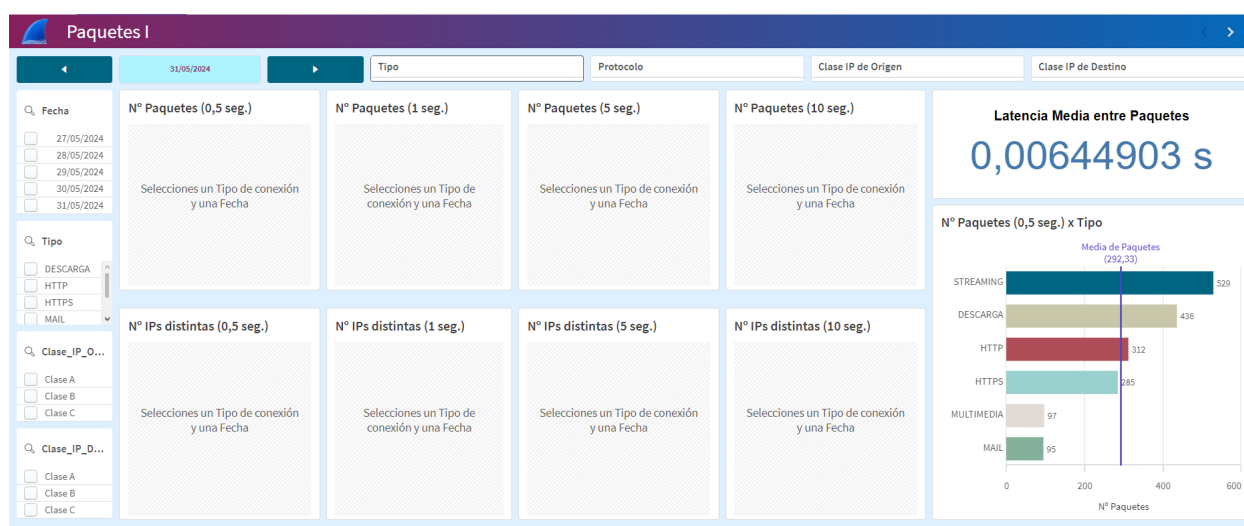 Paquetes I
31/05/2024
Tipo
Protocolo
Clase IP de Origen
Clase IP de Destino
Fecha
27/05/2024
28/05/2024
29/05/2024
30/05/2024
31/05/2024
Tipo
DESCARGA
HTTP
HTTPS
MAIL
Clase_IP_O...
Clase A
Clase B
Clase C
Clase_IP_D...
Clase A
Clase B
Clase C
Nº Paquetes (0,5 seg.)
Selecciones un Tipo de conexión
y una Fecha
Nº Paquetes (1 seg.)
Selecciones un Tipo de
conexión y una Fecha
Nº Paquetes (5 seg.)
Selecciones un Tipo de conexión
y una Fecha
Nº Paquetes (10 seg.)
Selecciones un Tipo de conexión
y una Fecha
Nº IPs distintas (0,5 seg.)
Selecciones un Tipo de conexión
y una Fecha
Nº IPs distintas (1 seg.)
Selecciones un Tipo de
conexión y una Fecha
Nº IPs distintas (5 seg.)
Selecciones un Tipo de conexión
y una Fecha
Nº IPs distintas (10 seg.)
Selecciones un Tipo de conexión
y una Fecha
Latencia Media entre Paquetes
0,00644903 s
Nº Paquetes (0,5 seg.) x Tipo
Media de Paquetes
(292,33)
STREAMING 529
DESCARGA 436
HTTP 312
HTTPS 285
MULTIMEDIA 97
MAIL 95
0 200 400 600
Nº Paquetes